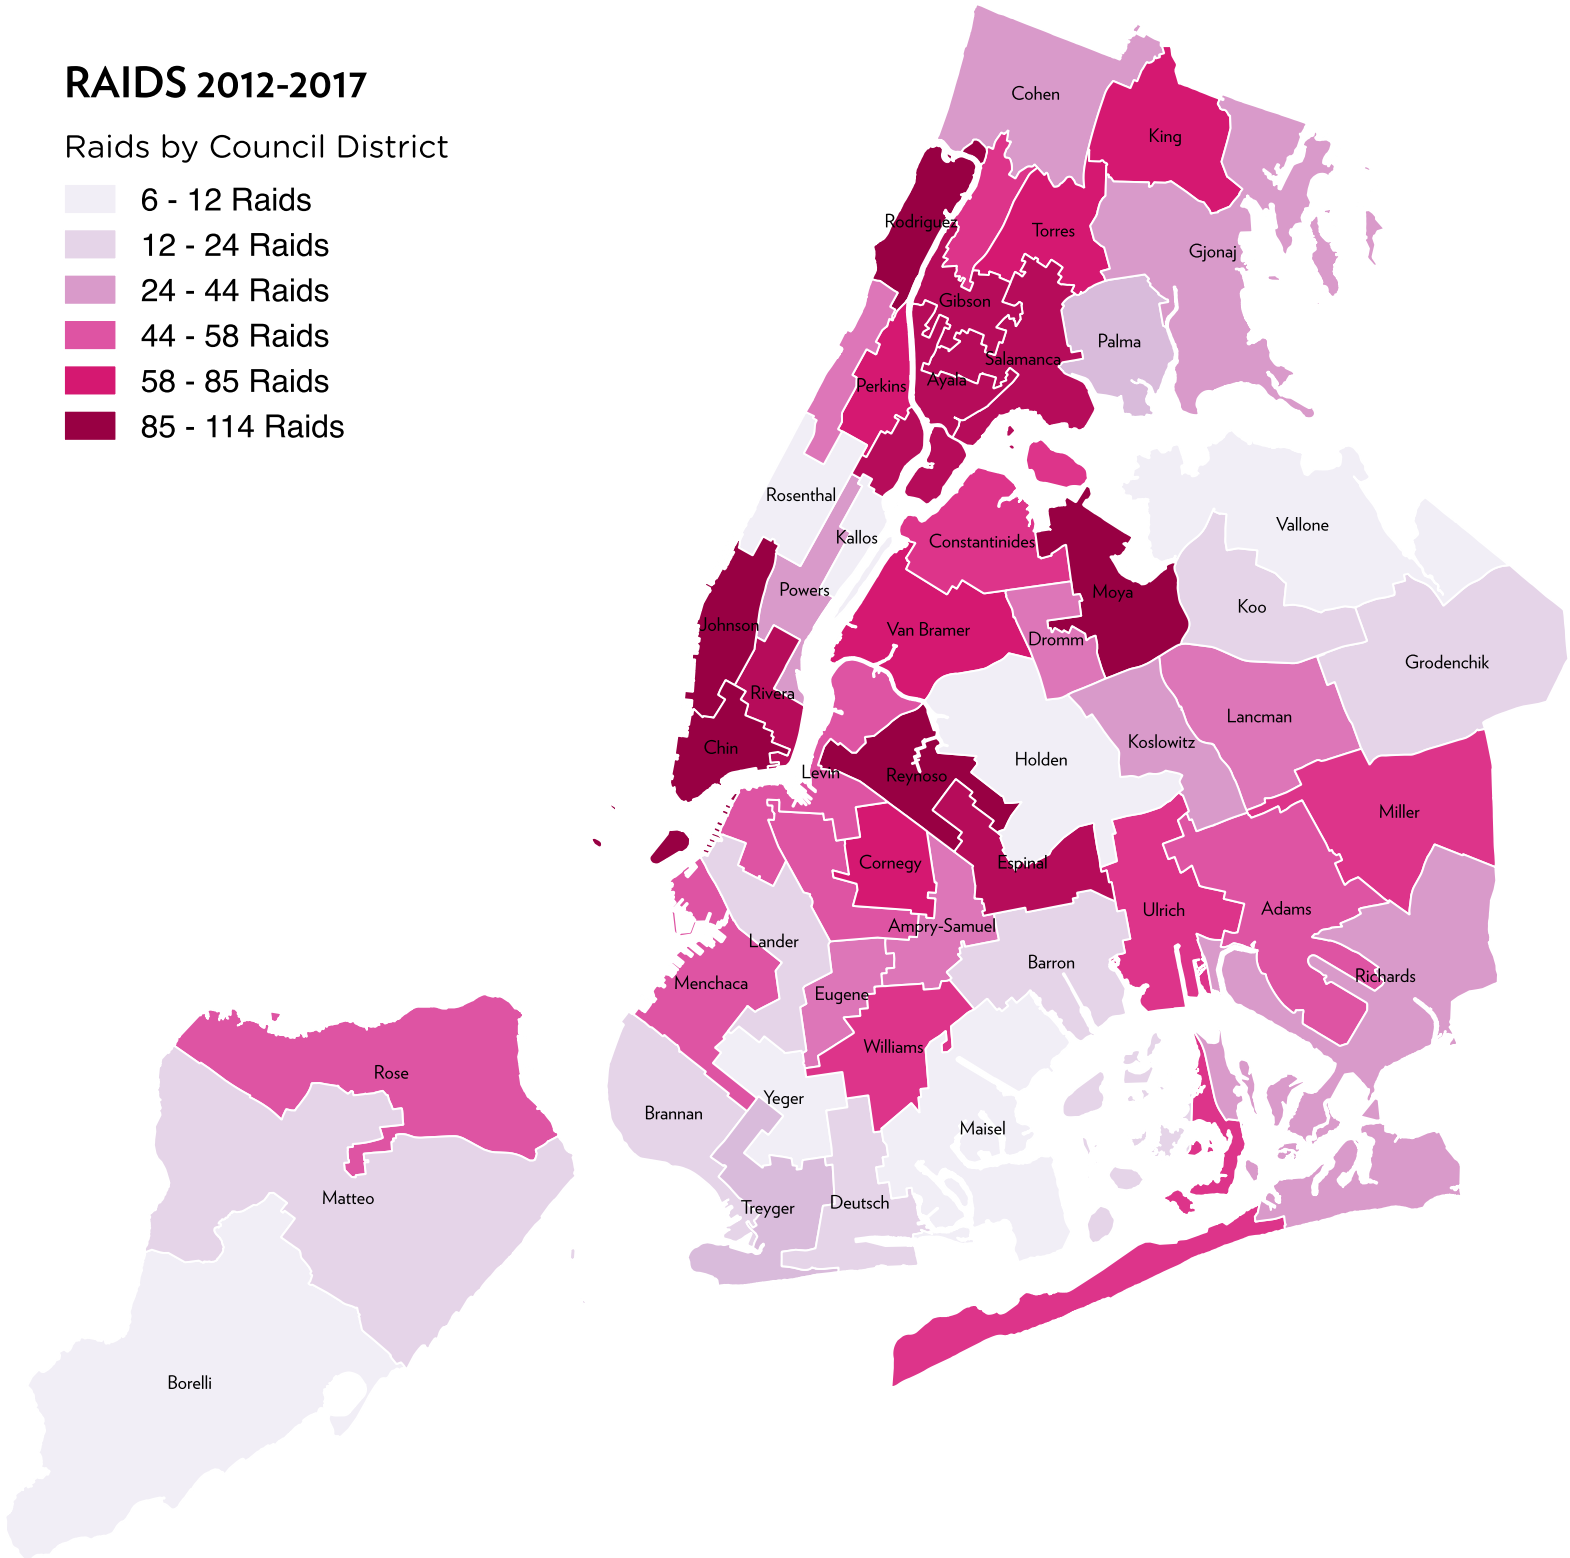 RAIDS 2012-2017
Raids by Council District
6 - 12 Raids
12 - 24 Raids
24 - 44 Raids
44 - 58 Raids
58 - 85 Raids
85 - 114 Raids
Cohen
King
Rodriguez
Torres
Gjonaj
Gibson
Palma
Salamanca
Ayala
Perkins
Rosenthal
Vallone
Kallos
Constantinides
Powers
Moya
Koo
Johnson
Van Bramer
Dromm
Grodenchik
Rivera
Lancman
Koslowitz
Chin
Holden
Levin
Reynoso
Miller
Cornegy
Espinal
Ulrich
Adams
Ampry-Samuel
Lander
Barron
Richards
Menchaca
Eugene
Williams
Rose
Yeger
Brannan
Maisel
Matteo
Treyger
Deutsch
Borelli